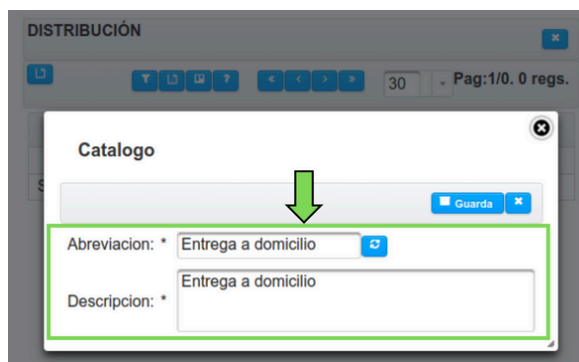 DISTRIBUCIÓN
30 Pag:1/0. 0 regs.
Catalogo
Guarda
Abreviacion: * Entrega a domicilio
Entrega a domicilio
Descripcion: *
S